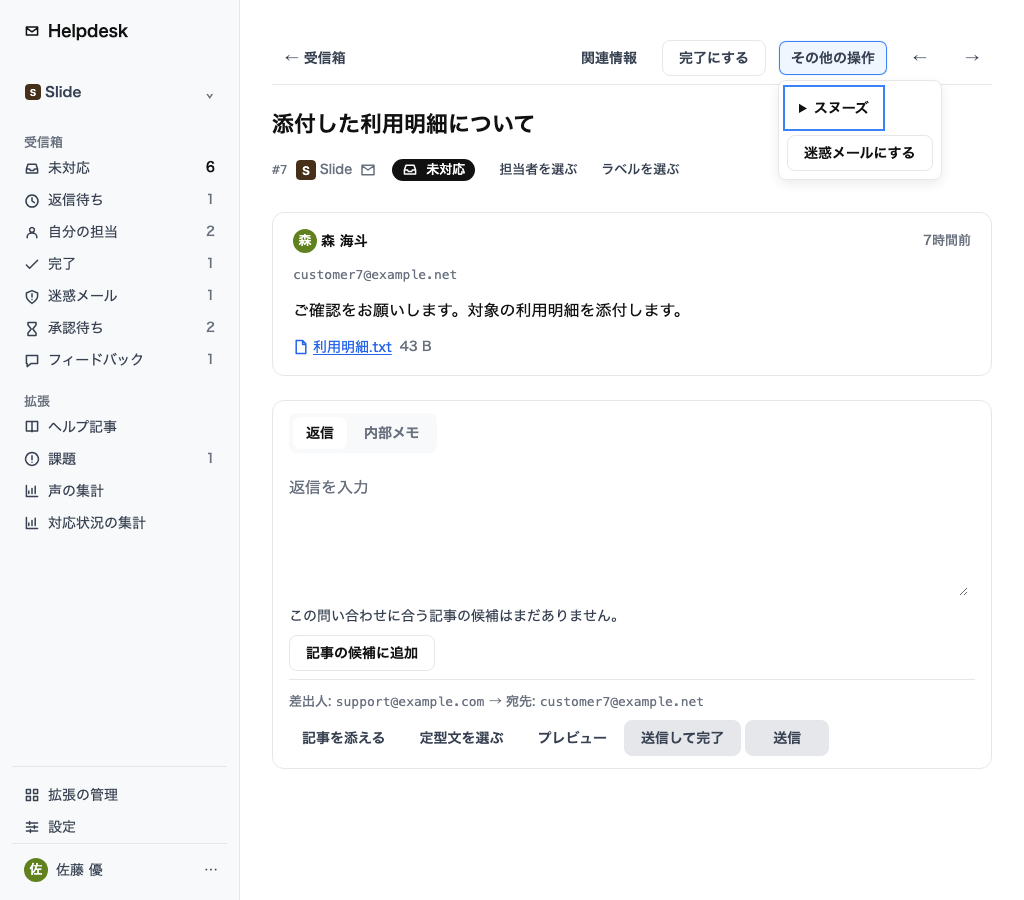 Helpdesk
S Slide
受信箱
未対応 6
返信待ち 1
自分の担当 2
完了 1
迷惑メール 1
承認待ち 2
フィードバック 1
拡張
ヘルプ記事
課題 1
声の集計
対応状況の集計
拡張の管理
設定
佐 佐藤 優 ⋯
← 受信箱 関連情報 完了にする その他の操作 ← →
▶ スヌーズ
迷惑メールにする
添付した利用明細について
#7 S Slide 未対応 担当者を選ぶ ラベルを選ぶ
森 森 海斗 7時間前
customer7@example.net
ご確認をお願いします。対象の利用明細を添付します。
利用明細.txt 43 B
返信 内部メモ
返信を入力
この問い合わせに合う記事の候補はまだありません。
記事の候補に追加
差出人: support@example.com → 宛先: customer7@example.net
記事を添える 定型文を選ぶ プレビュー 送信して完了 送信